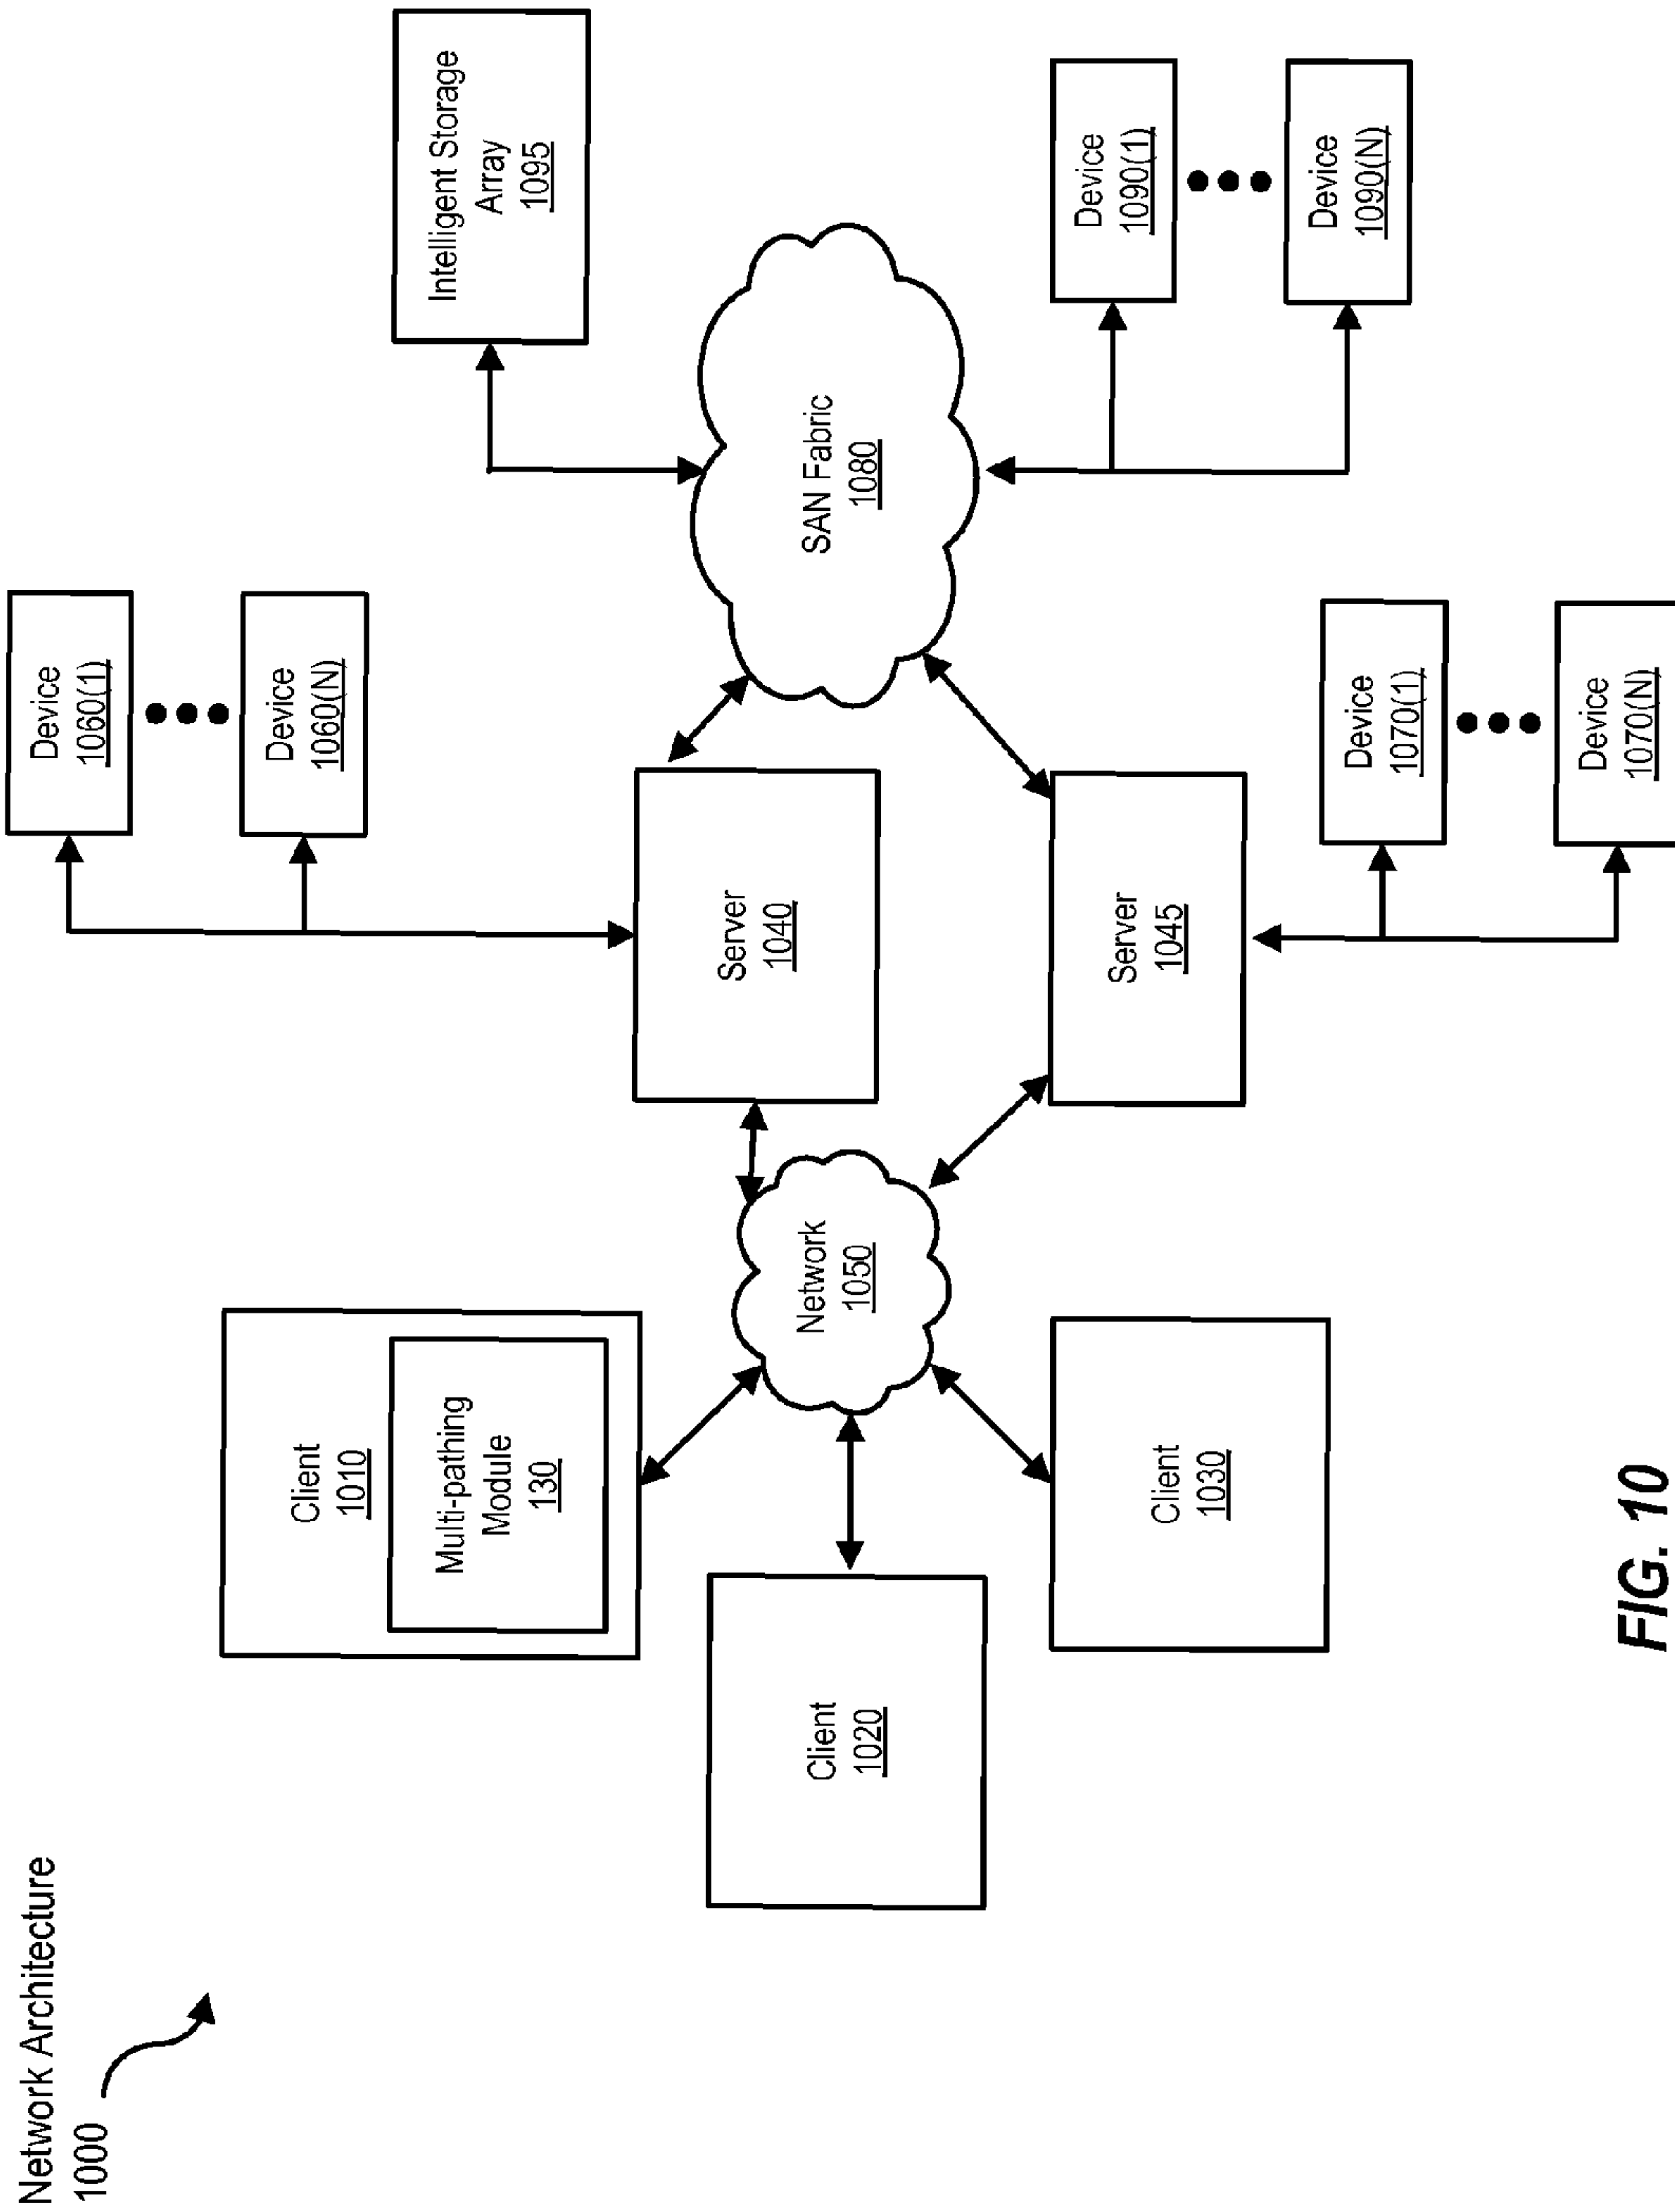 Network Architecture
1000
Client
1010
Multi-pathing
Module
130
Client
1020
Client
1030
Network
1050
Server
1040
Server
1045
Device
1060(1)
Device
1060(N)
Device
1070(1)
Device
1070(N)
SAN Fabric
1080
Intelligent Storage
Array
1095
Device
1090(1)
Device
1090(N)
FIG. 10